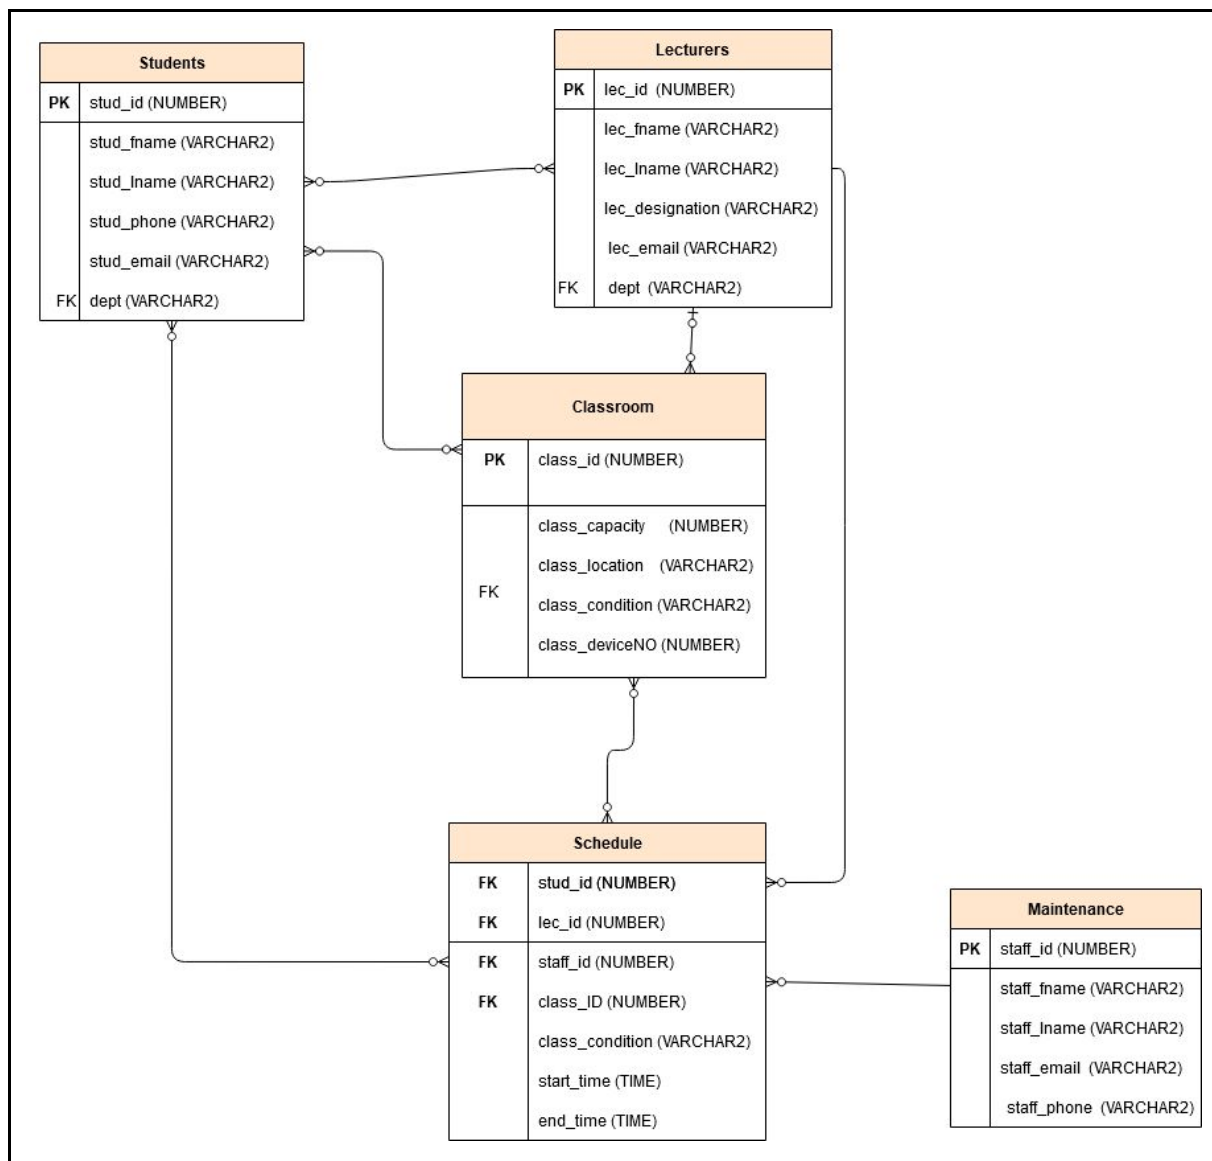 Students
PK stud_id (NUMBER)
stud_fname (VARCHAR2)
stud_lname (VARCHAR2)
stud_phone (VARCHAR2)
stud_email (VARCHAR2)
FK dept (VARCHAR2)
Lecturers
PK lec_id (NUMBER)
lec_fname (VARCHAR2)
lec_lname (VARCHAR2)
lec_designation (VARCHAR2)
lec_email (VARCHAR2)
FK dept (VARCHAR2)
Classroom
PK class_id (NUMBER)
class_capacity (NUMBER)
class_location (VARCHAR2)
FK
class_condition (VARCHAR2)
class_deviceNO (NUMBER)
Schedule
FK stud_id (NUMBER)
FK lec_id (NUMBER)
FK staff_id (NUMBER)
FK class_ID (NUMBER)
class_condition (VARCHAR2)
start_time (TIME)
end_time (TIME)
Maintenance
PK staff_id (NUMBER)
staff_fname (VARCHAR2)
staff_lname (VARCHAR2)
staff_email (VARCHAR2)
staff_phone (VARCHAR2)